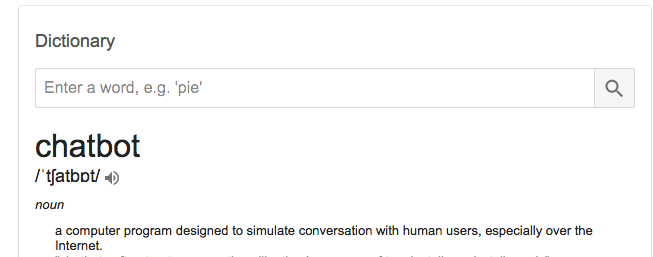 Dictionary
Enter a word, e.g. 'pie'
chatbot
/ˈtʃatbɒt/
noun
a computer program designed to simulate conversation with human users, especially over the
Internet.